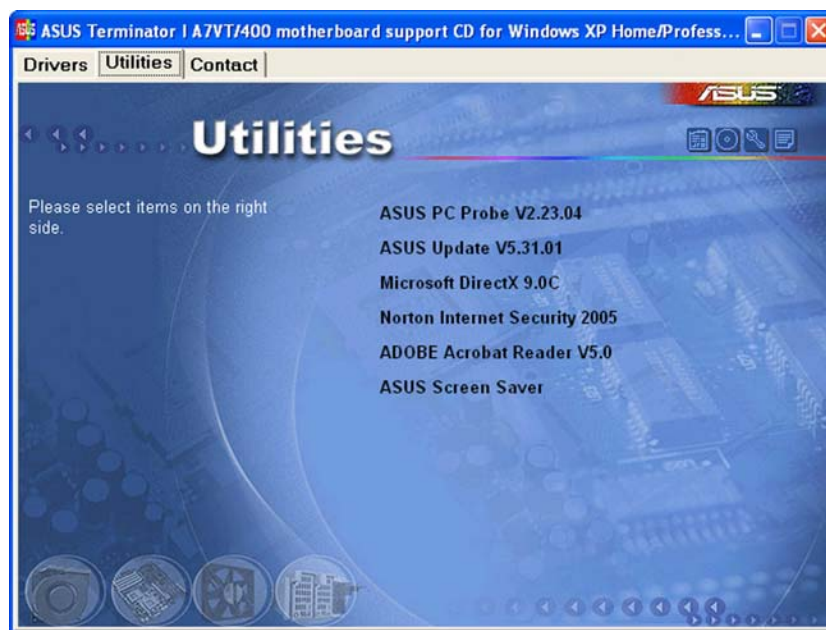 ASUS Terminator I A7VT/400 motherboard support CD for Windows XP Home/Profess...
Drivers Utilities Contact
ASUS
Utilities
Please select items on the right
side.
ASUS PC Probe V2.23.04
ASUS Update V5.31.01
Microsoft DirectX 9.0C
Norton Internet Security 2005
ADOBE Acrobat Reader V5.0
ASUS Screen Saver